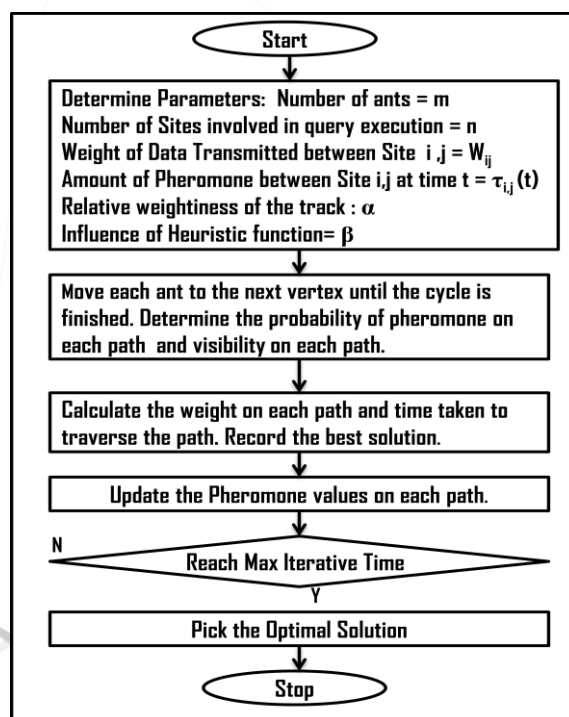 Start
Determine Parameters: Number of ants = m
Number of Sites involved in query execution = n
Weight of Data Transmitted between Site i ,j = Wij
Amount of Pheromone between Site i,j at time t = τi,j (t)
Relative weightiness of the track : α
Influence of Heuristic function= β
Move each ant to the next vertex until the cycle is
finished. Determine the probability of pheromone on
each path and visibility on each path.
Calculate the weight on each path and time taken to
traverse the path. Record the best solution.
Update the Pheromone values on each path.
N
Reach Max Iterative Time
Y
Pick the Optimal Solution
Stop